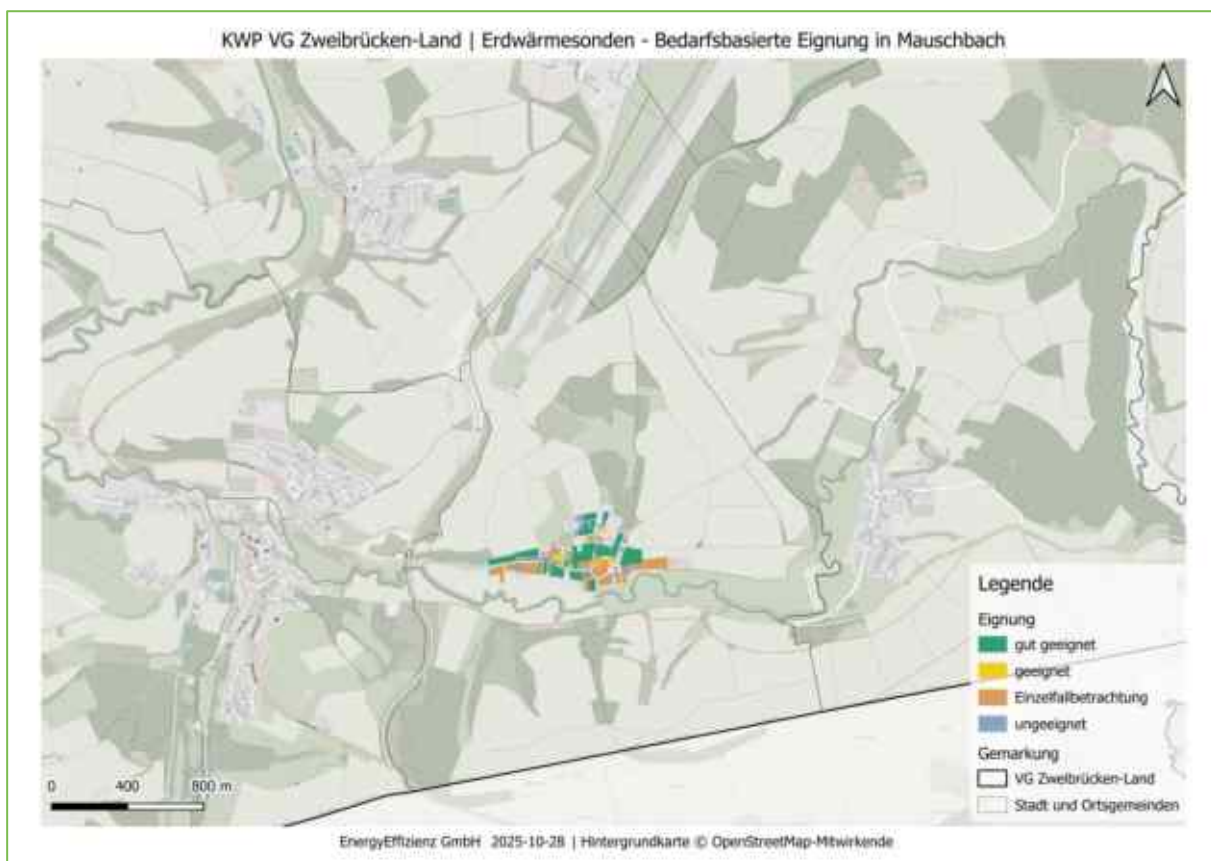 KWP VG Zweibrücken-Land | Erdwärmesonden - Bedarfsbasierte Eignung in Mauschbach
Legende
Eignung
gut geeignet
geeignet
Einzelfallbetrachtung
ungeeignet
Gemarkung
VG Zweibrücken-Land
Stadt und Ortsgemeinden
0 400 800 m
EnergyEffizienz GmbH 2025-10-28 | Hintergrundkarte © OpenStreetMap-Mitwirkende